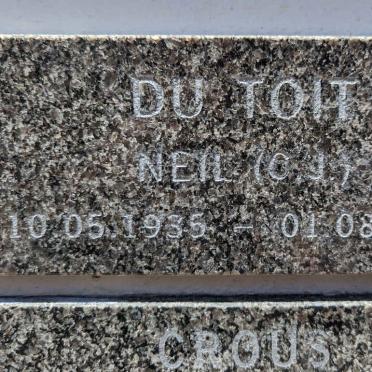 DU TOIT
NEIL (C J)
10.05.1935 - 01.08
CROUS